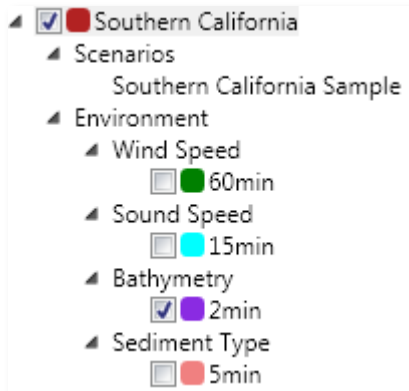 Southern California
Scenarios
Southern California Sample
Environment
Wind Speed
60min
Sound Speed
15min
Bathymetry
2min
Sediment Type
5min